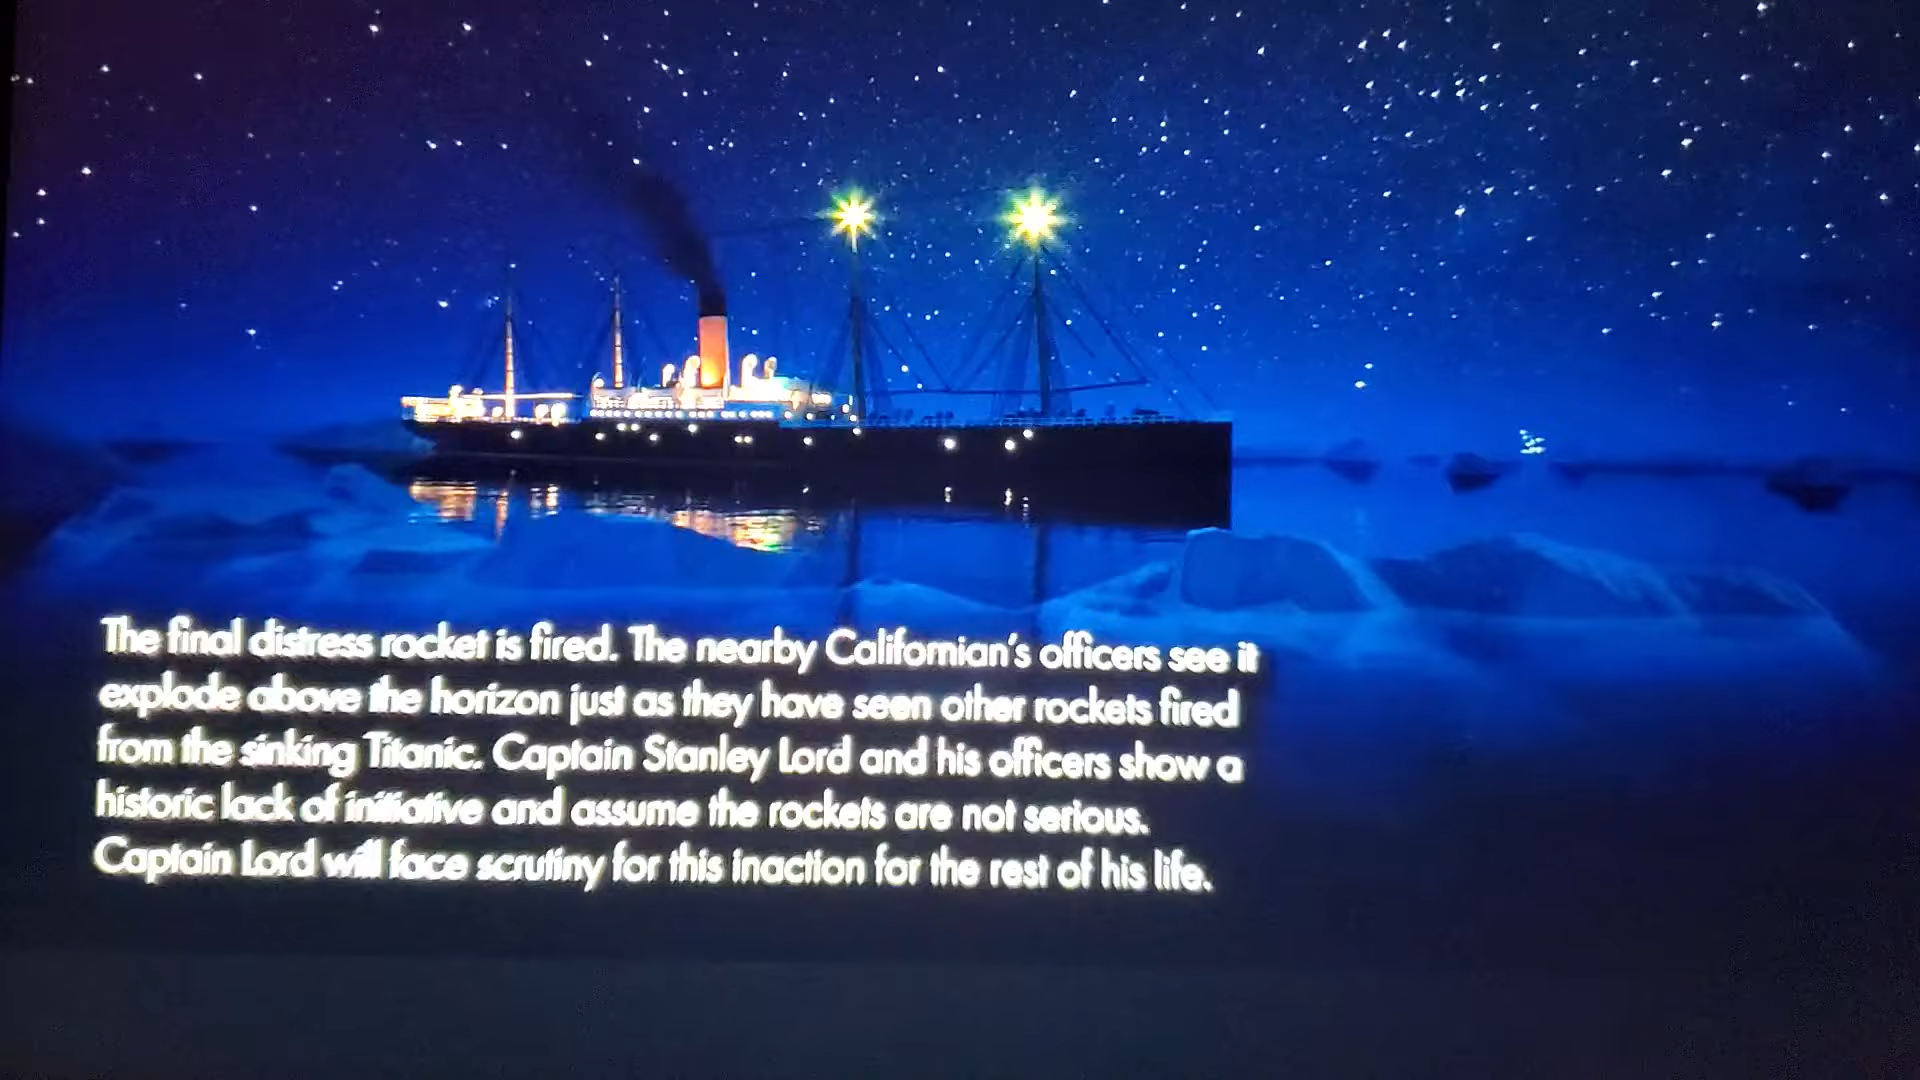 The final distress rocket is fired. The nearby Californian's officers see it
explode above the horizon just as they have seen other rockets fired
from the sinking Titanic. Captain Stanley Lord and his officers show a
historic lack of initiative and assume the rockets are not serious.
Captain Lord will face scrutiny for this inaction for the rest of his life.